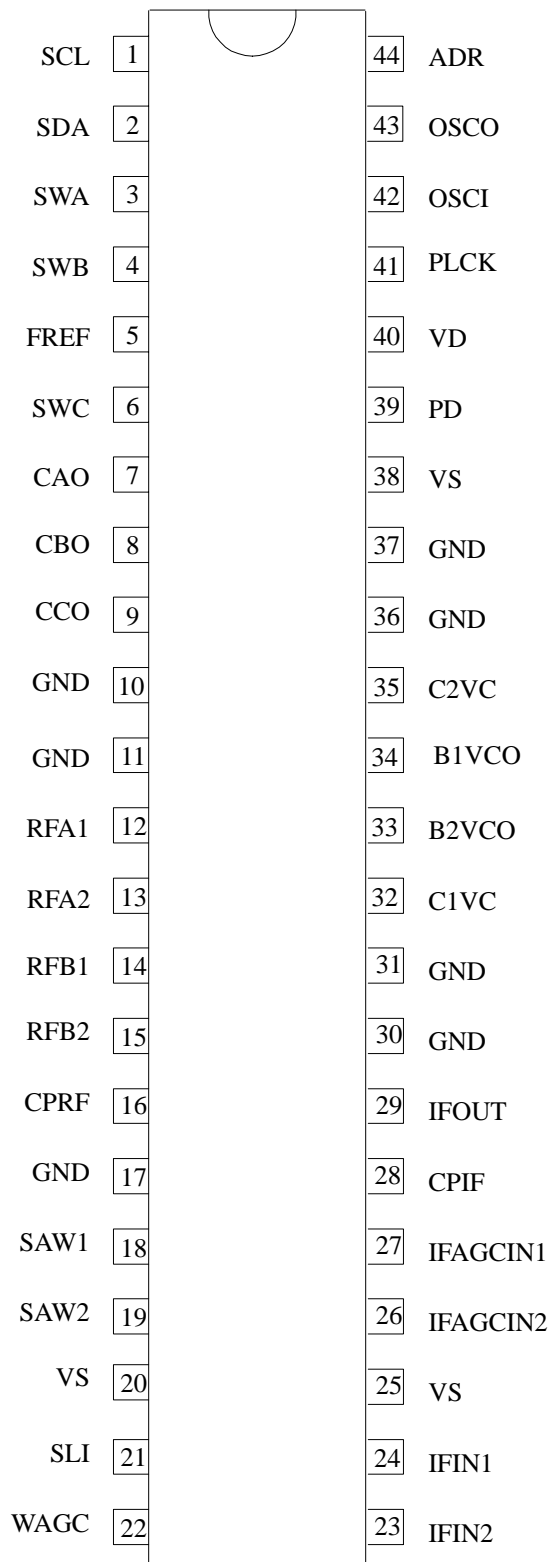 SCL 1 44 ADR
SDA 2 43 OSCO
SWA 3 42 OSCI
SWB 4 41 PLCK
FREF 5 40 VD
SWC 6 39 PD
CAO 7 38 VS
CBO 8 37 GND
CCO 9 36 GND
GND 10 35 C2VC
GND 11 34 B1VCO
RFA1 12 33 B2VCO
RFA2 13 32 C1VC
RFB1 14 31 GND
RFB2 15 30 GND
CPRF 16 29 IFOUT
GND 17 28 CPIF
SAW1 18 27 IFAGCIN1
SAW2 19 26 IFAGCIN2
VS 20 25 VS
SLI 21 24 IFIN1
WAGC 22 23 IFIN2